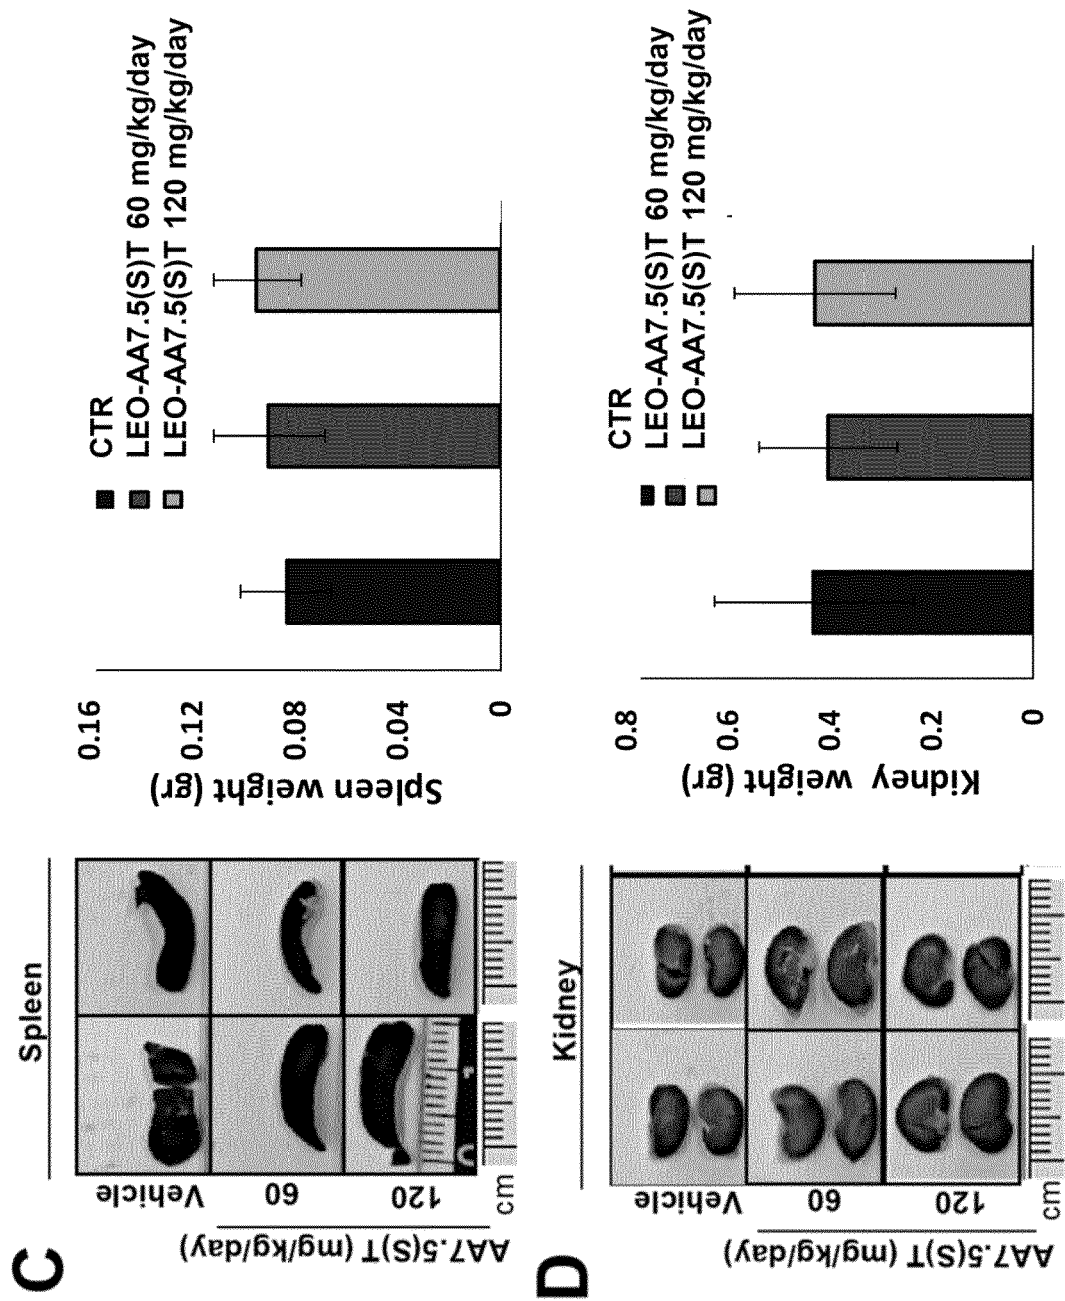 C
Spleen
Vehicle
60
120
AA7.5(S)T (mg/kg/day)
cm
0
Spleen weight (gr)
0.16
0.12
0.08
0.04
0
CTR
LEO-AA7.5(S)T 60 mg/kg/day
LEO-AA7.5(S)T 120 mg/kg/day
D
Kidney
Vehicle
60
120
AA7.5(S)T (mg/kg/day)
cm
Kidney weight (gr)
0.8
0.6
0.4
0.2
0
CTR
LEO-AA7.5(S)T 60 mg/kg/day
LEO-AA7.5(S)T 120 mg/kg/day